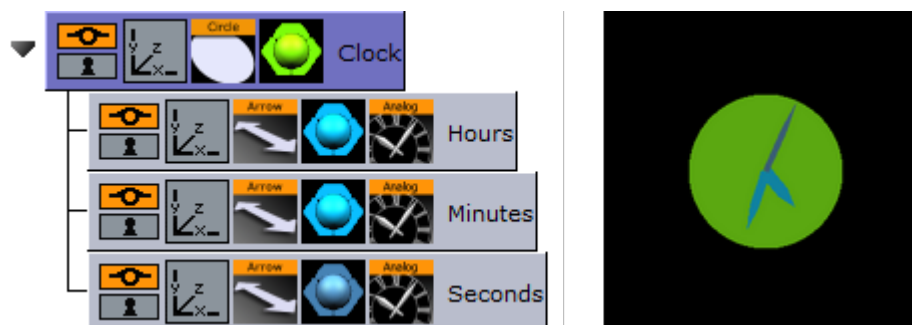 Circle
Clock
Y Z X
Arrow Analog
Hours
Y Z X
Arrow Analog
Minutes
Y Z X
Arrow Analog
Seconds
Y Z X